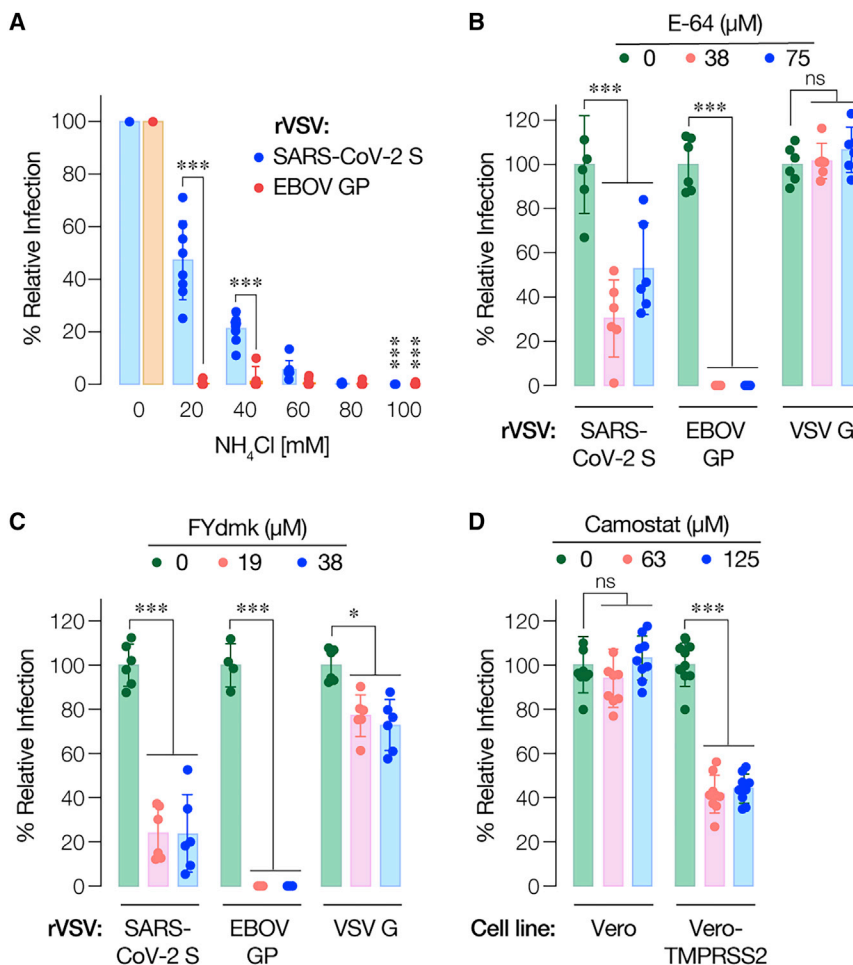 A
% Relative Infection
100
80
60
40
20
0
***
***
***
***
rVSV:
SARS-CoV-2 S
EBOV GP
0 20 40 60 80 100
NH4Cl [mM]
B
E-64 (µM)
0 38 75
% Relative Infection
120
100
80
60
40
20
0
***
***
ns
rVSV: SARS- EBOV VSV G
CoV-2 S GP
C
FYdmk (µM)
0 19 38
% Relative Infection
120
100
80
60
40
20
0
***
***
*
rVSV: SARS- EBOV VSV G
CoV-2 S GP
D
Camostat (µM)
0 63 125
% Relative Infection
120
100
80
60
40
20
0
ns
***
Cell line: Vero Vero-
TMPRSS2